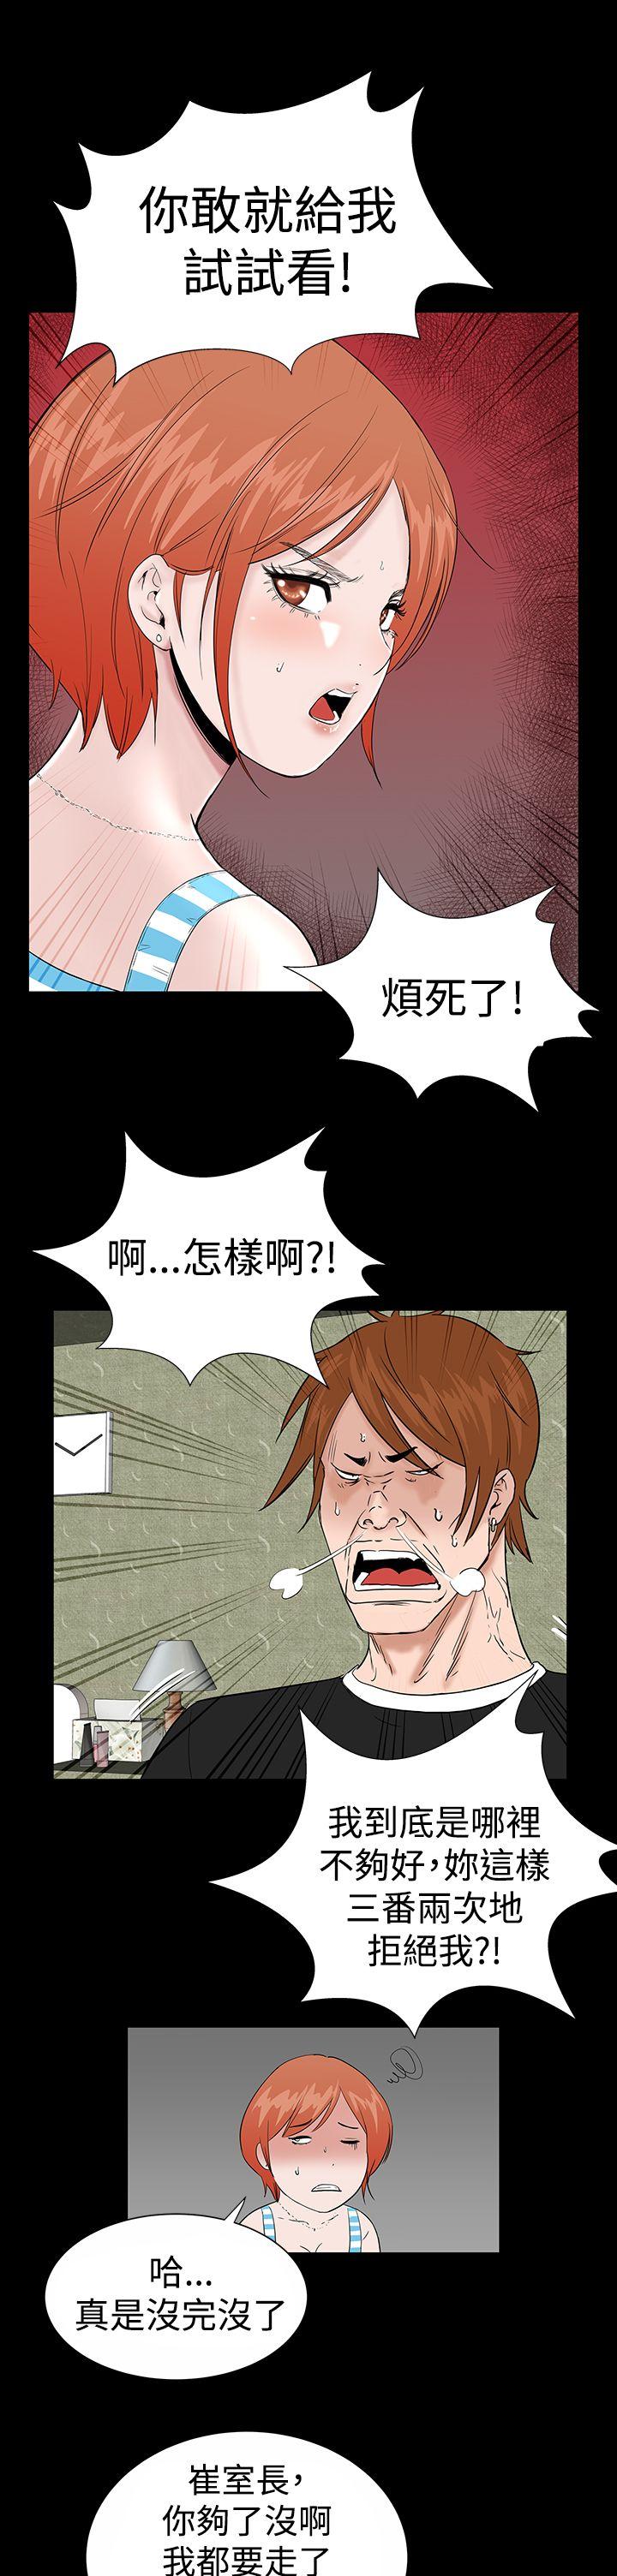 你敢就給我
試試看!
煩死了!
啊...怎樣啊?!
我到底是哪裡
不夠好,妳這樣
三番兩次地
拒絕我?!
哈...
真是沒完沒了
崔室長,
你夠了沒啊
我都要走了